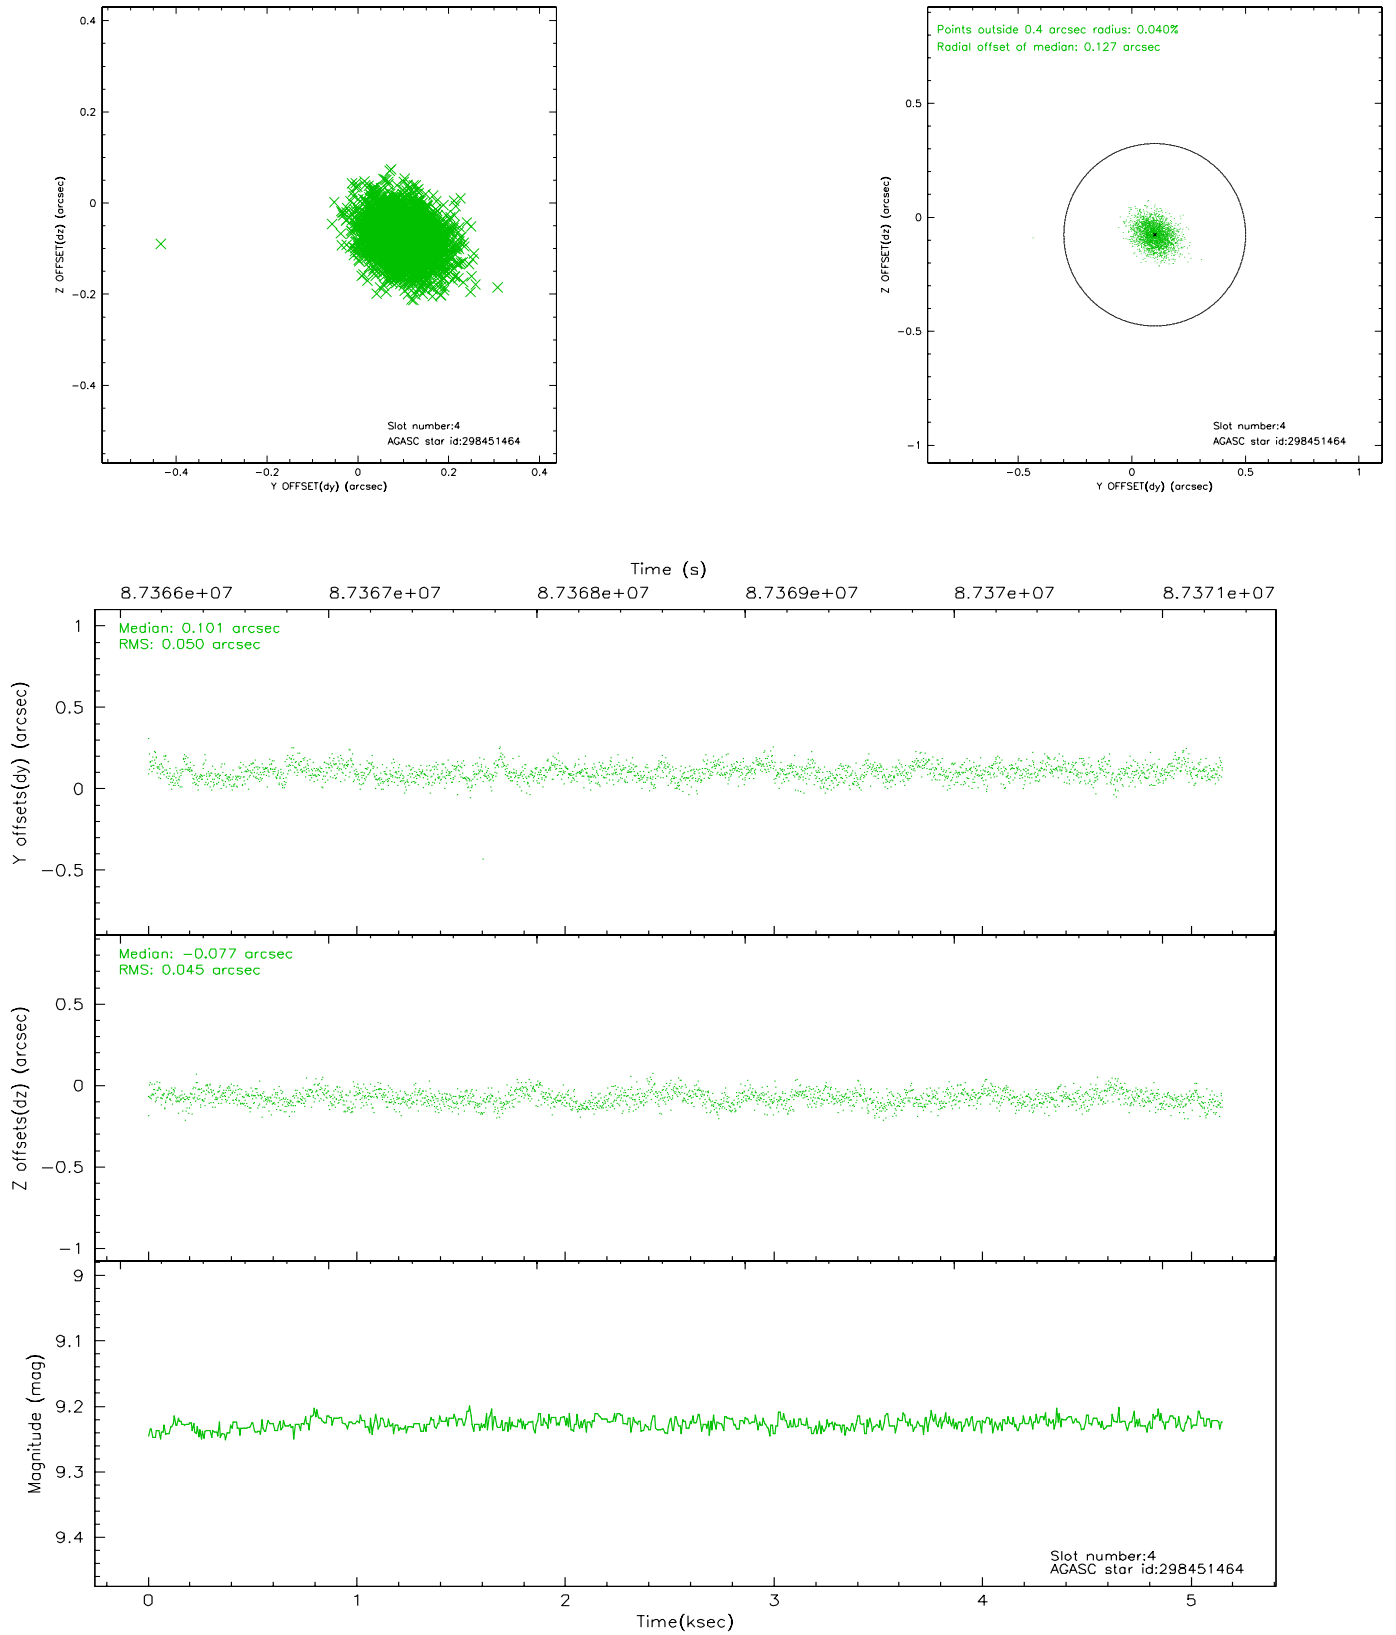 0.4
0.2
0
−0.2
−0.4
Z OFFSET(dz) (arcsec)
Slot number:4
AGASC star id:298451464
−0.4 −0.2 0 0.2 0.4
Y OFFSET(dy) (arcsec)
Points outside 0.4 arcsec radius: 0.040%
Radial offset of median: 0.127 arcsec
0.5
0
−0.5
−1
Z OFFSET(dz) (arcsec)
Slot number:4
AGASC star id:298451464
−0.5 0 0.5 1
Y OFFSET(dy) (arcsec)
Time (s)
8.7366e+07 8.7367e+07 8.7368e+07 8.7369e+07 8.737e+07 8.7371e+07
Median: 0.101 arcsec
RMS: 0.050 arcsec
1
0.5
0
−0.5
Y offsets(dy) (arcsec)
Median: −0.077 arcsec
RMS: 0.045 arcsec
0.5
0
−0.5
−1
Z offsets(dz) (arcsec)
9
9.1
9.2
9.3
9.4
Magnitude (mag)
Slot number:4
AGASC star id:298451464
0 1 2 3 4 5
Time(ksec)